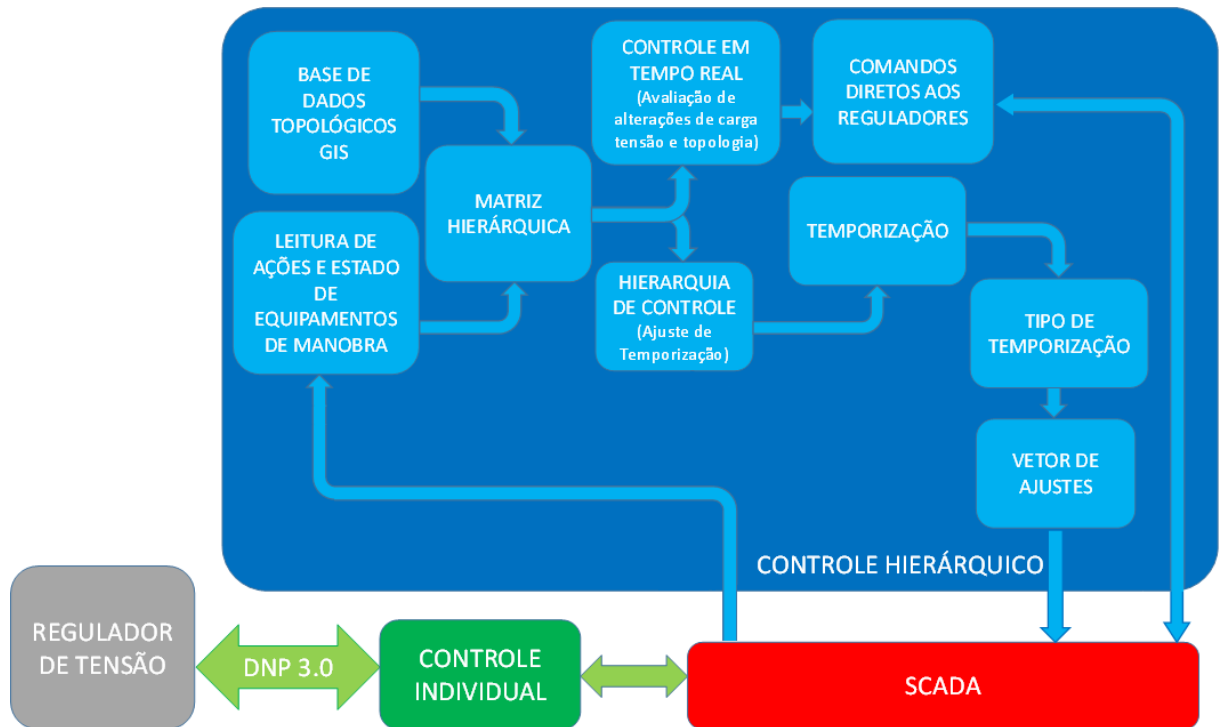 BASE DE
DADOS
TOPOLÓGICOS
GIS
LEITURA DE
AÇÕES E ESTADO
DE
EQUIPAMENTOS
DE MANOBRA
MATRIZ
HIERÁRQUICA
CONTROLE EM
TEMPO REAL
(Avaliação de
alterações de carga
tensão e topologia)
COMANDOS
DIRETOS AOS
REGULADORES
HIERARQUIA
DE CONTROLE
(Ajuste de
Temporização)
TEMPORIZAÇÃO
TIPO DE
TEMPORIZAÇÃO
VETOR DE
AJUSTES
CONTROLE HIERÁRQUICO
REGULADOR
DE TENSÃO
DNP 3.0
CONTROLE
INDIVIDUAL
SCADA